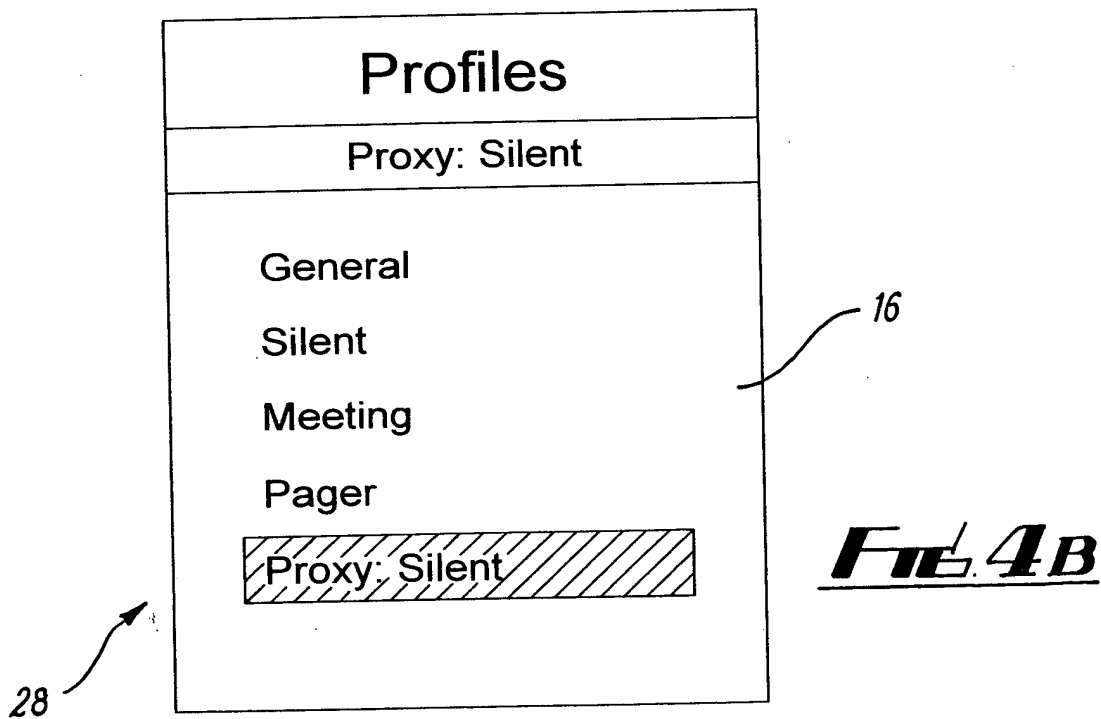 Profiles
Proxy: Silent
General
Silent
Meeting
Pager
Proxy: Silent
16
28
FIG. 4B